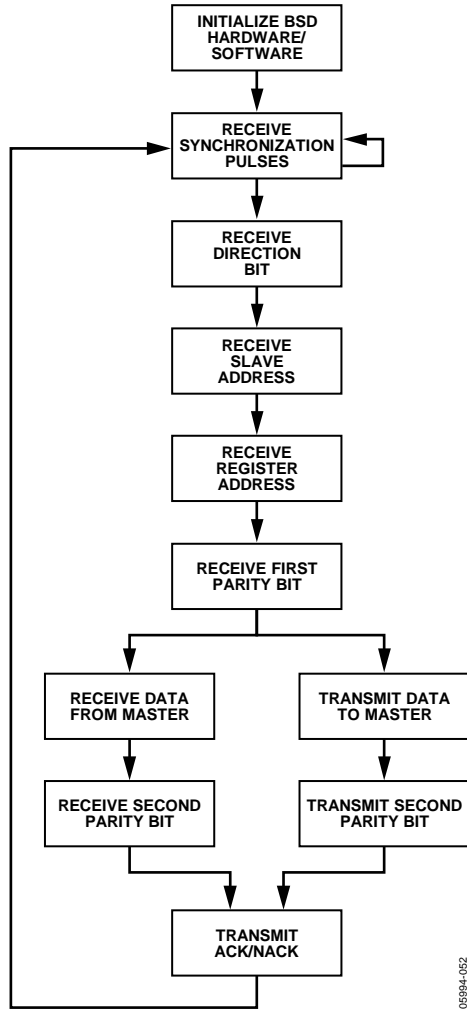 INITIALIZE BSD
HARDWARE/
SOFTWARE
RECEIVE
SYNCHRONIZATION
PULSES
RECEIVE
DIRECTION
BIT
RECEIVE
SLAVE
ADDRESS
RECEIVE
REGISTER
ADDRESS
RECEIVE FIRST
PARITY BIT
RECEIVE DATA
FROM MASTER
TRANSMIT DATA
TO MASTER
RECEIVE SECOND
PARITY BIT
TRANSMIT SECOND
PARITY BIT
TRANSMIT
ACK/NACK
05994-052